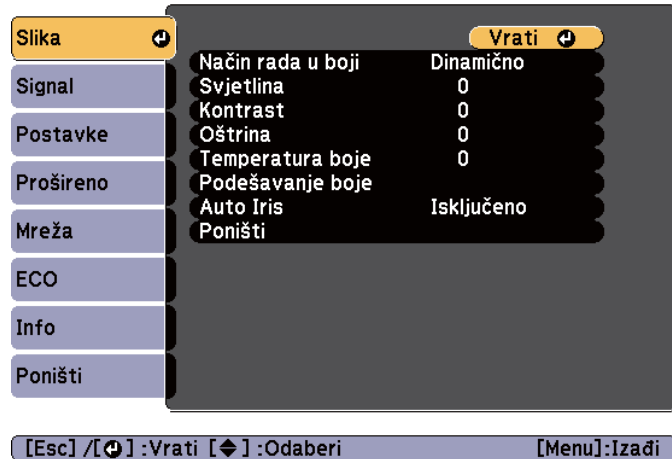 Slika
Signal
Postavke
Prošireno
Mreža
ECO
Info
Poništi
Vrati
Način rada u boji Dinamično
Svjetlina 0
Kontrast 0
Oštrina 0
Temperatura boje 0
Podešavanje boje
Auto Iris Isključeno
Poništi
[Esc] /[⏎] :Vrati [◆] :Odaberi [Menu]:Izađi